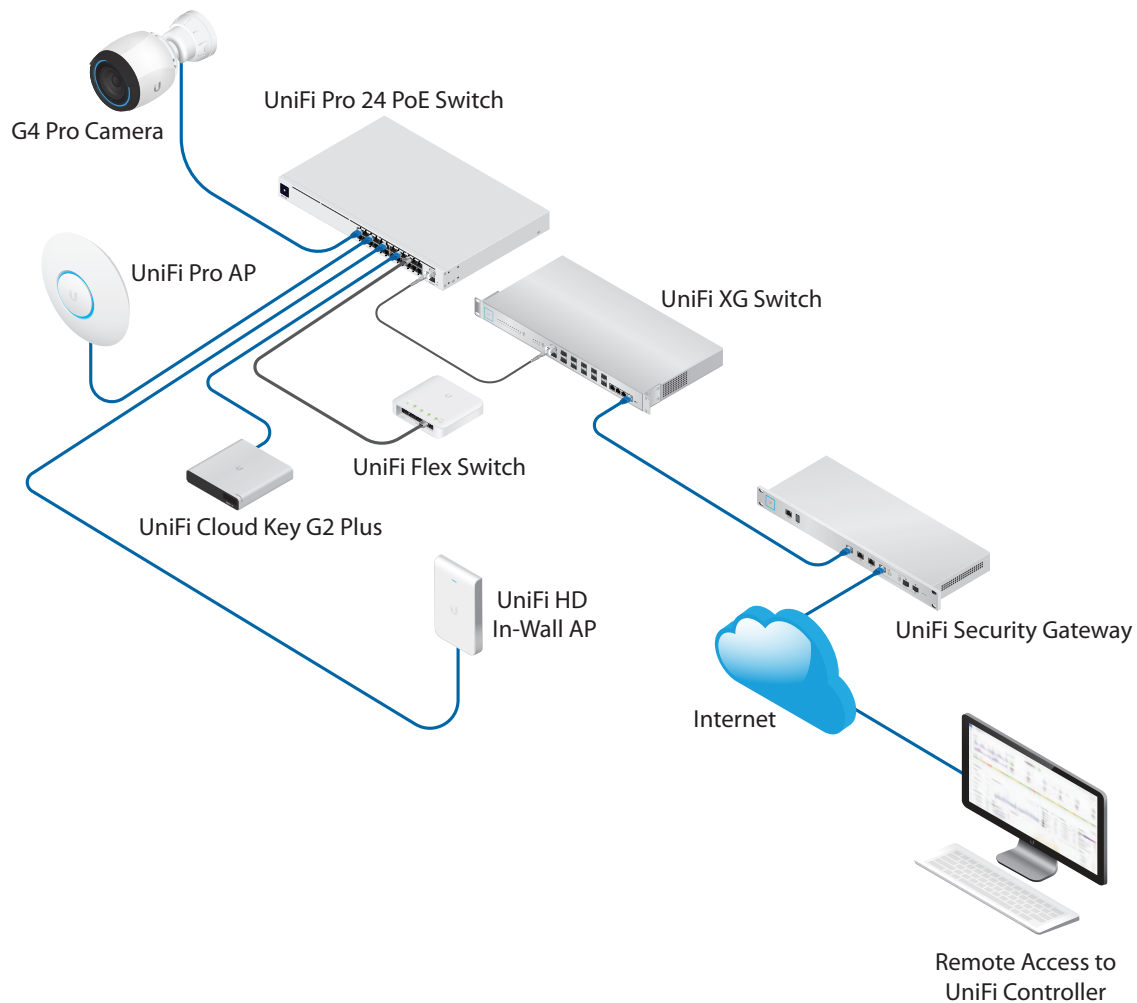 UniFi Pro 24 PoE Switch
G4 Pro Camera
UniFi Pro AP
UniFi XG Switch
UniFi Flex Switch
UniFi Cloud Key G2 Plus
UniFi HD
In-Wall AP
UniFi Security Gateway
Internet
Remote Access to
UniFi Controller